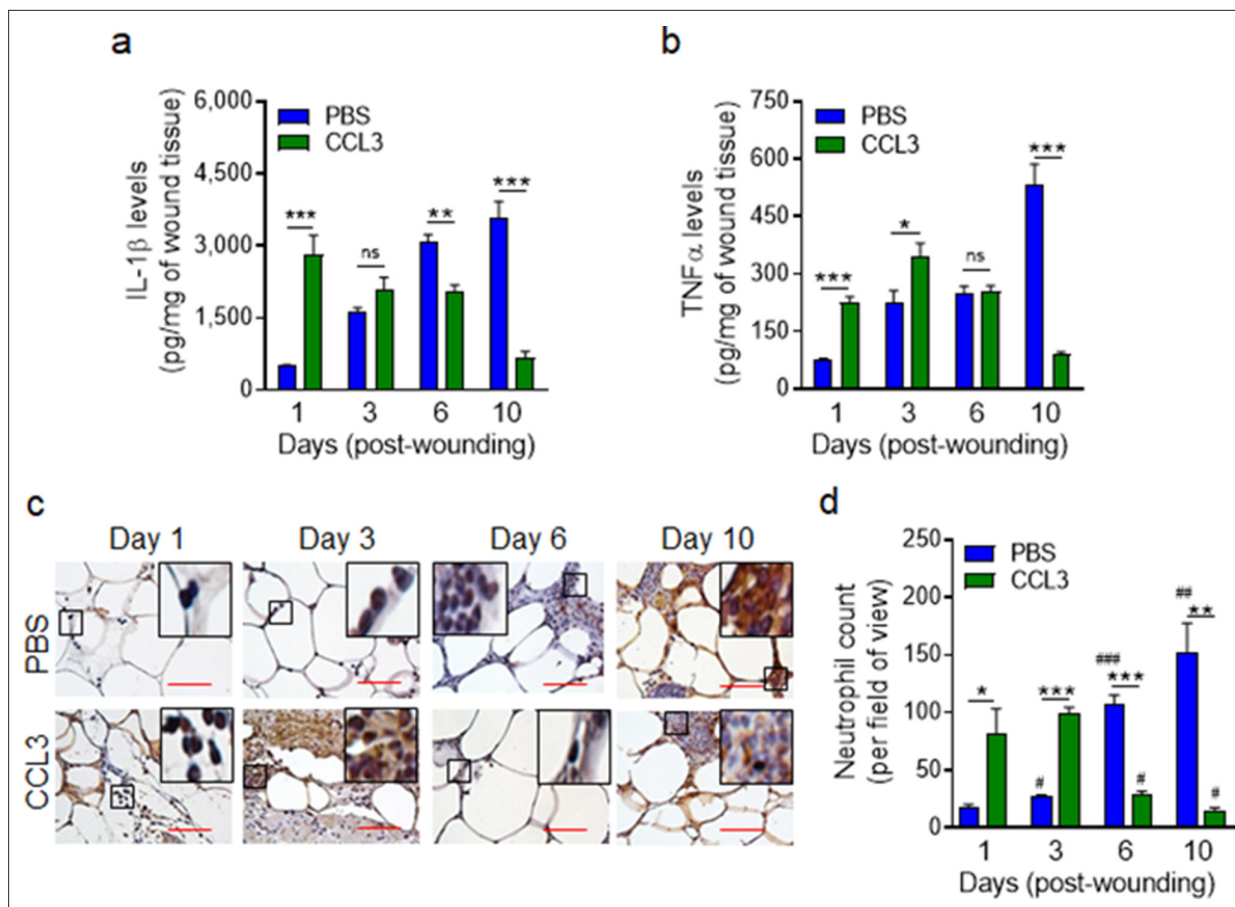 a
b
6,000
4,500
3,000
1,500
0
IL-1β levels
(pg/mg of wound tissue)
PBS
CCL3
***
ns
**
***
1 3 6 10
Days (post-wounding)
750
600
450
300
150
0
TNFα levels
(pg/mg of wound tissue)
PBS
CCL3
***
*
ns
***
1 3 6 10
Days (post-wounding)
c
Day 1 Day 3 Day 6 Day 10
PBS
CCL3
d
250
200
150
100
50
0
Neutrophil count
(per field of view)
PBS
CCL3
*
***
#
###
***
#
##
**
#
1 3 6 10
Days (post-wounding)